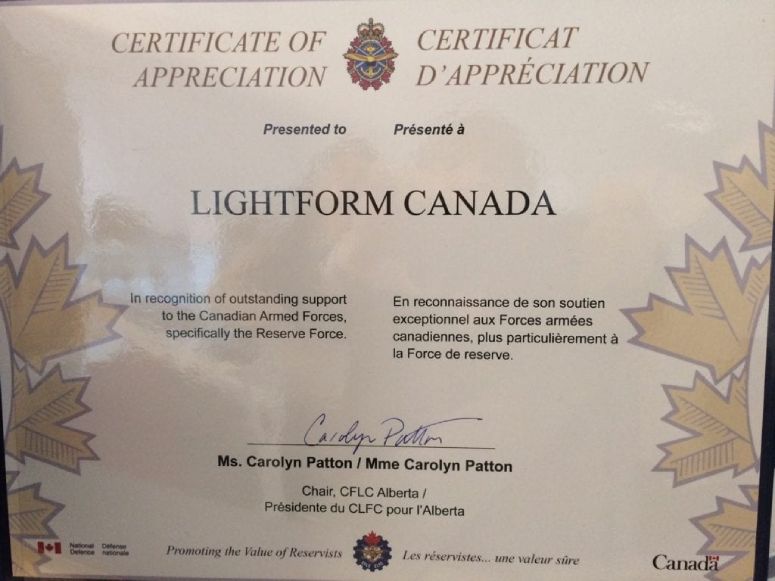 CERTIFICATE OF
APPRECIATION
CERTIFICAT
D'APPRÉCIATION
Presented to
Présenté à
LIGHTFORM CANADA
In recognition of outstanding support
to the Canadian Armed Forces,
specifically the Reserve Force.
En reconnaissance de son soutien
exceptionnel aux Forces armées
canadiennes, plus particulièrement à
la Force de reserve.
Carolyn Patton
Ms. Carolyn Patton / Mme Carolyn Patton
Chair, CFLC Alberta /
Présidente du CLFC pour l'Alberta
National
Defence
Défense
nationale
Promoting the Value of Reservists
Les réservistes... une valeur sûre
Canada